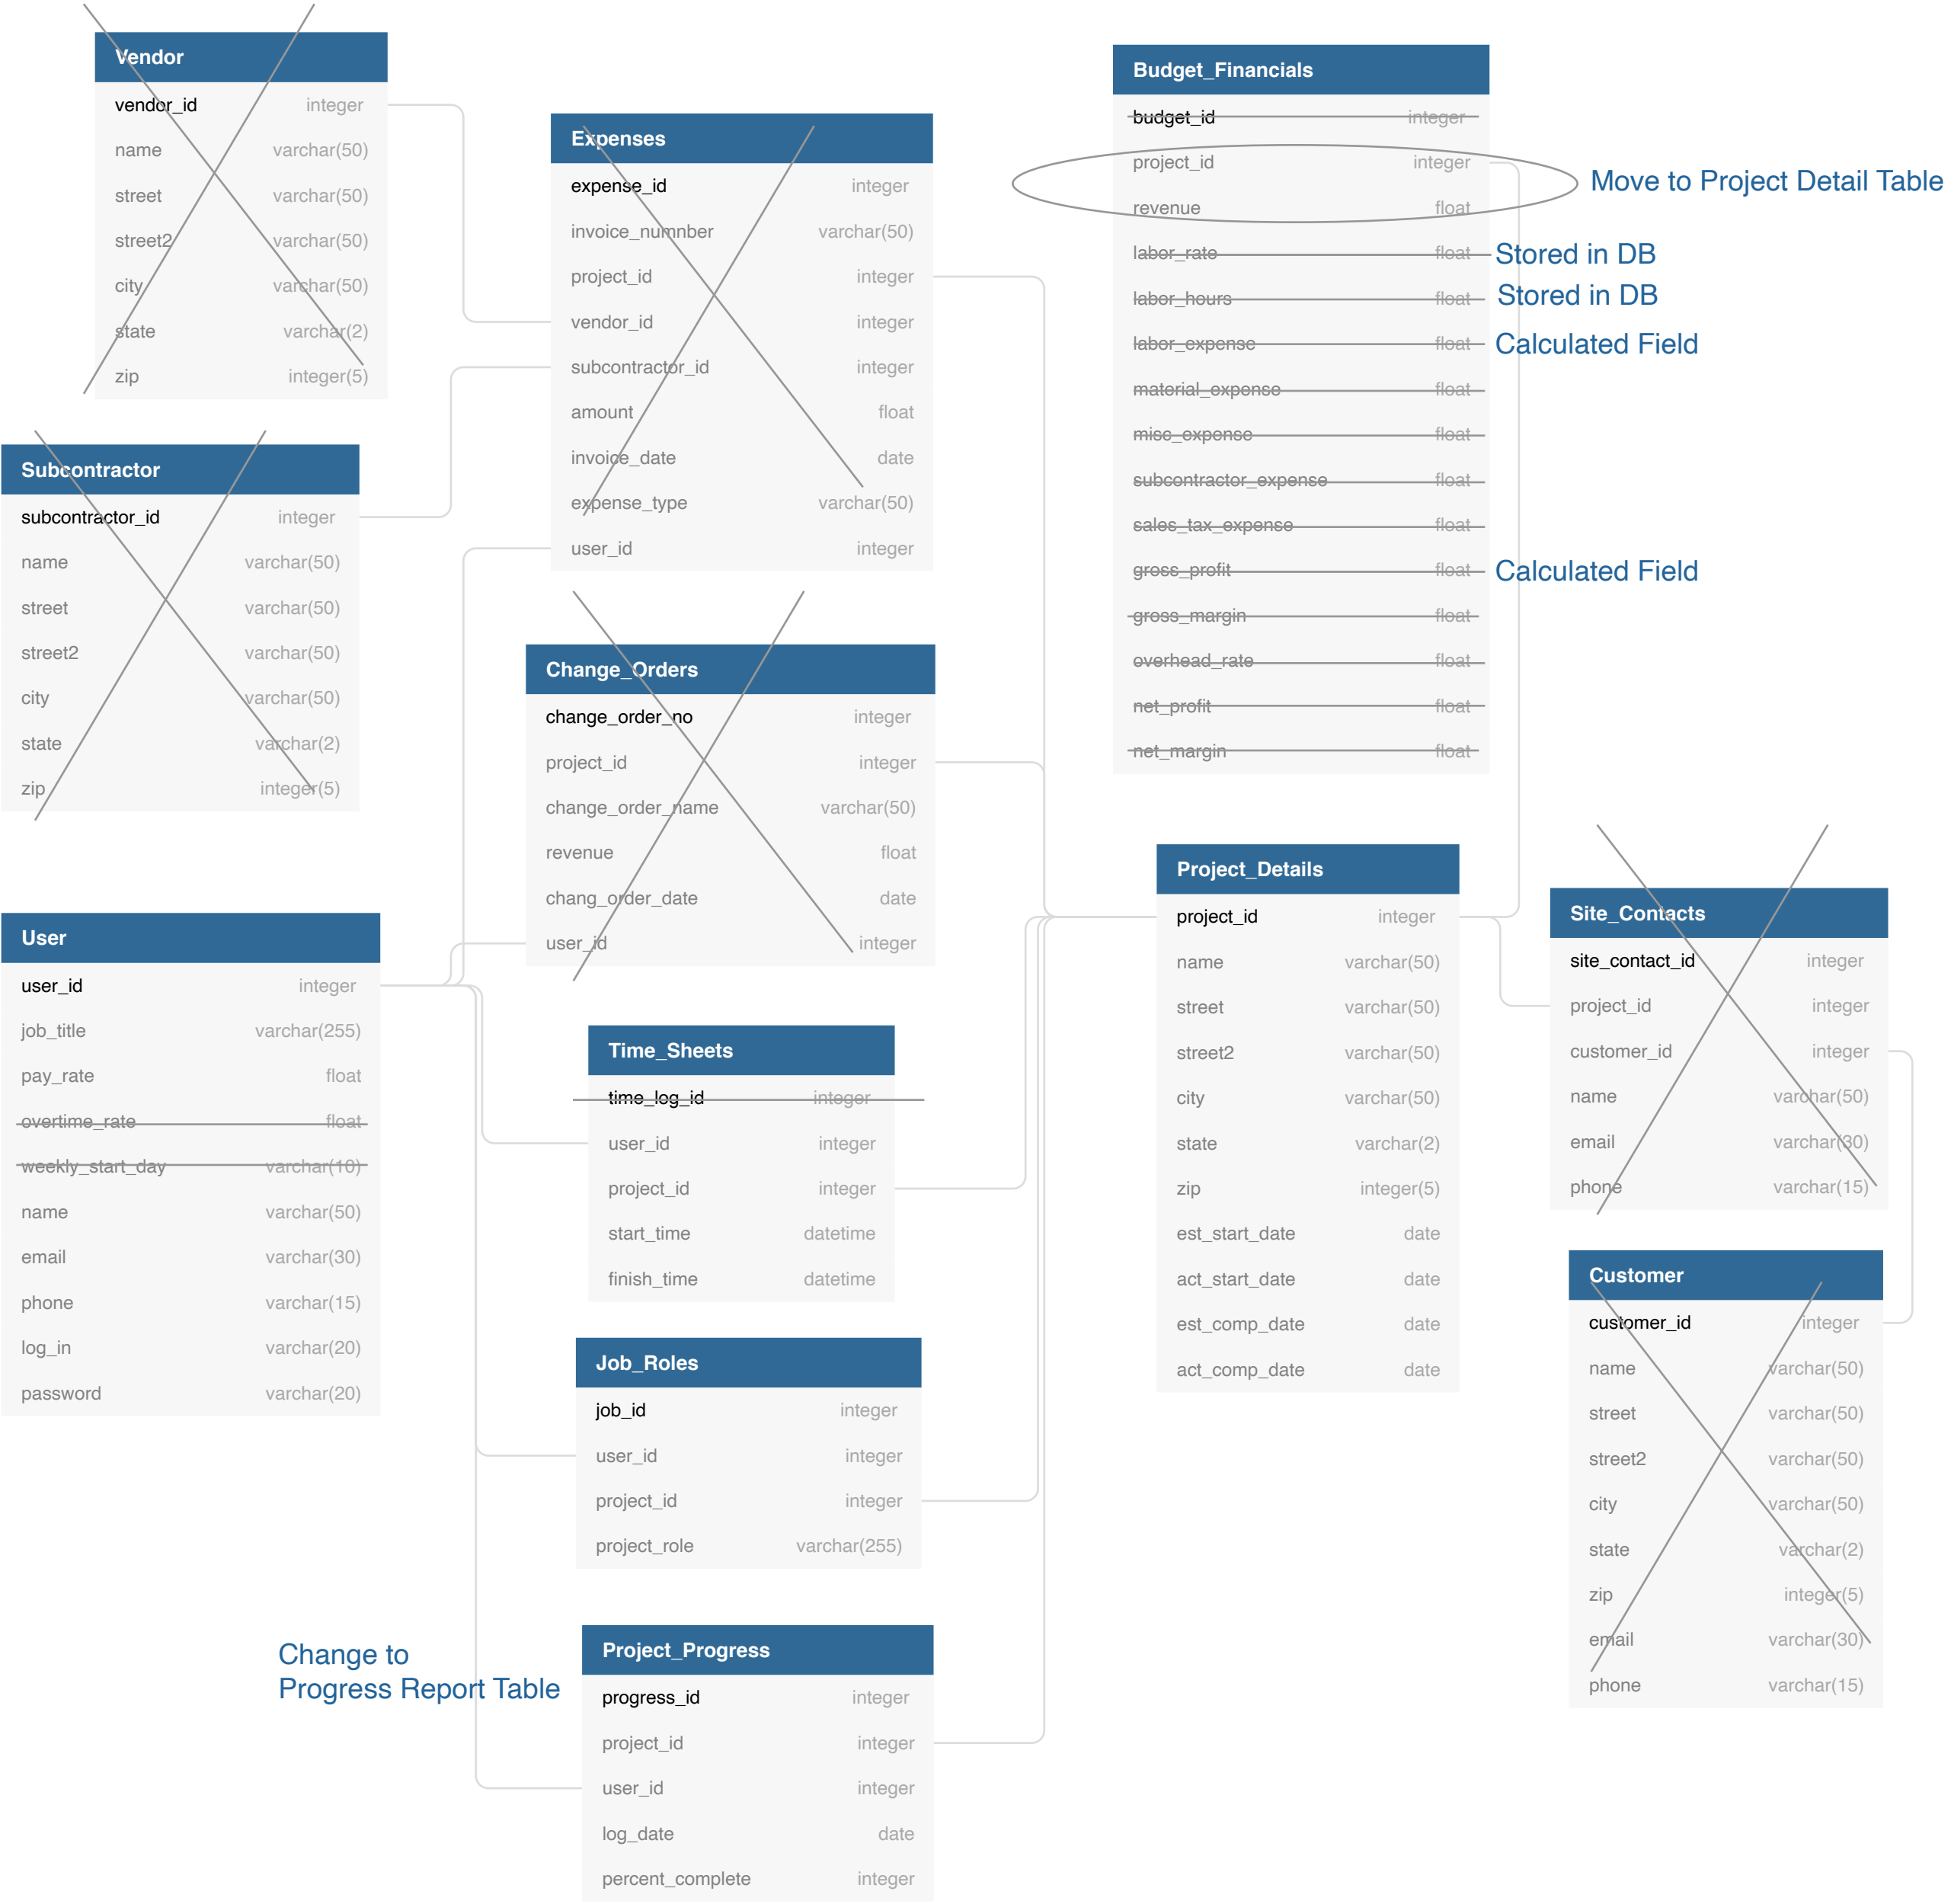 Vendor
vendor_id integer
name varchar(50)
street varchar(50)
street2 varchar(50)
city varchar(50)
state varchar(2)
zip integer(5)
Subcontractor
subcontractor_id integer
name varchar(50)
street varchar(50)
street2 varchar(50)
city varchar(50)
state varchar(2)
zip integer(5)
User
user_id integer
job_title varchar(255)
pay_rate float
overtime_rate float
weekly_start_day varchar(10)
name varchar(50)
email varchar(30)
phone varchar(15)
log_in varchar(20)
password varchar(20)
Expenses
expense_id integer
invoice_numnber varchar(50)
project_id integer
vendor_id integer
subcontractor_id integer
amount float
invoice_date date
expense_type varchar(50)
user_id integer
Change_Orders
change_order_no integer
project_id integer
change_order_name varchar(50)
revenue float
chang_order_date date
user_id integer
Time_Sheets
time_log_id integer
user_id integer
project_id integer
start_time datetime
finish_time datetime
Job_Roles
job_id integer
user_id integer
project_id integer
project_role varchar(255)
Change to
Progress Report Table
Project_Progress
progress_id integer
project_id integer
user_id integer
log_date date
percent_complete integer
Budget_Financials
budget_id integer
project_id integer
revenue float
Move to Project Detail Table
labor_rate float Stored in DB
labor_hours float Stored in DB
labor_expense float Calculated Field
material_expense float
misc_expense float
subcontractor_expense float
sales_tax_expense float
gross_profit float Calculated Field
gross_margin float
overhead_rate float
net_profit float
net_margin float
Project_Details
project_id integer
name varchar(50)
street varchar(50)
street2 varchar(50)
city varchar(50)
state varchar(2)
zip integer(5)
est_start_date date
act_start_date date
est_comp_date date
act_comp_date date
Site_Contacts
site_contact_id integer
project_id integer
customer_id integer
name varchar(50)
email varchar(30)
phone varchar(15)
Customer
customer_id integer
name varchar(50)
street varchar(50)
street2 varchar(50)
city varchar(50)
state varchar(2)
zip integer(5)
email varchar(30)
phone varchar(15)